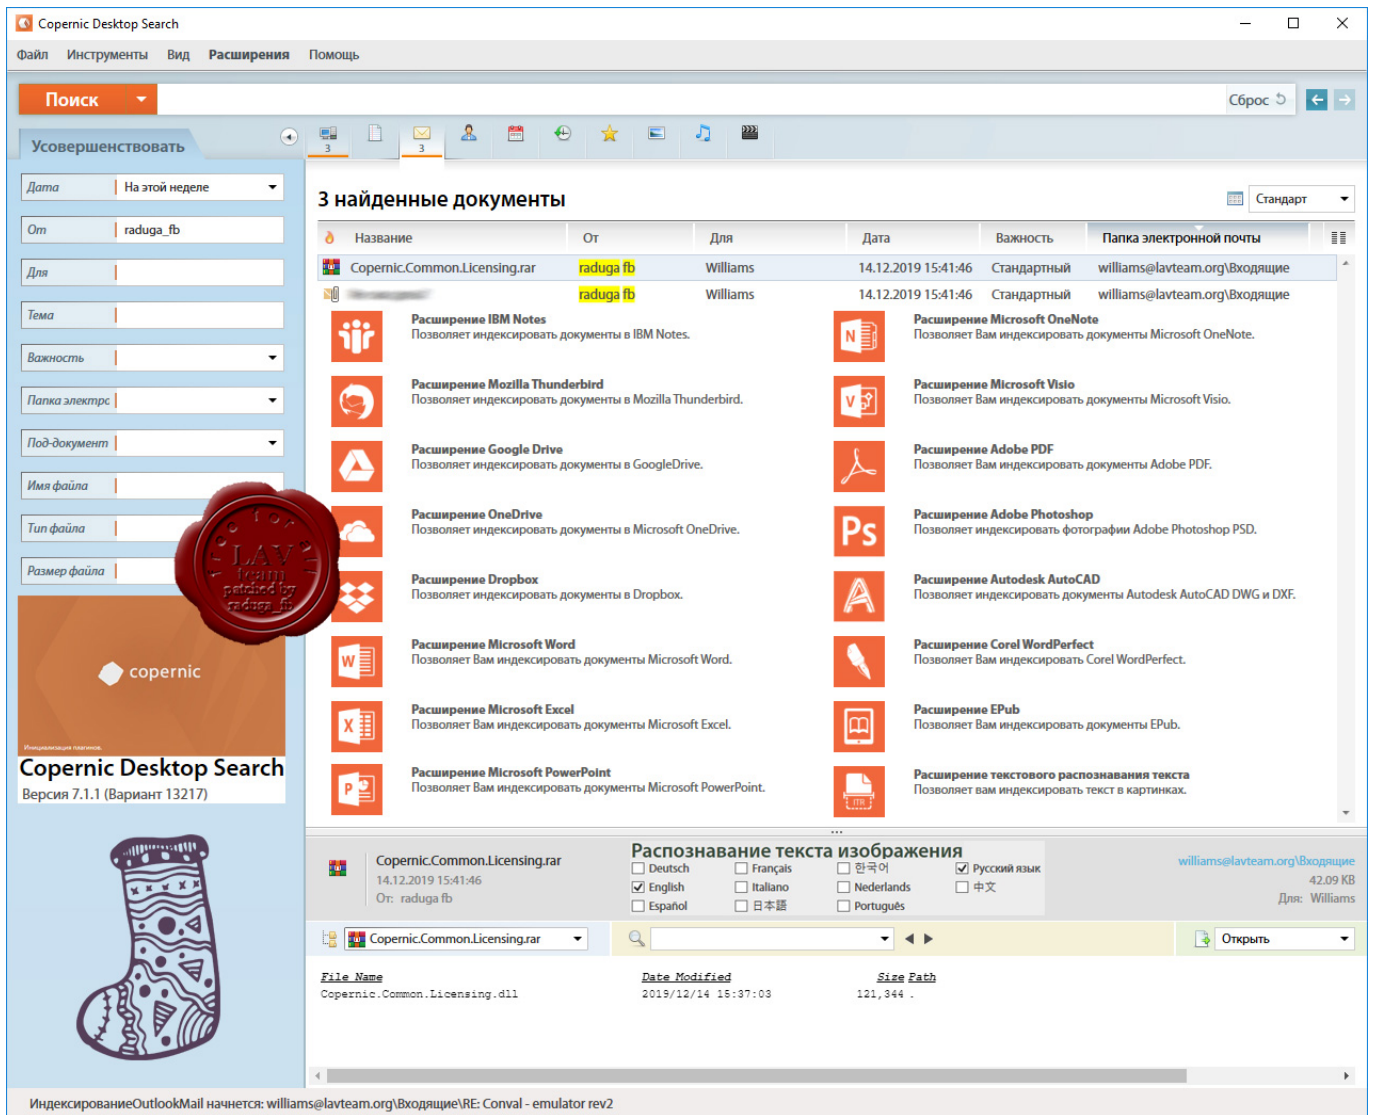 Copernic Desktop Search
Файл Инструменты Вид Расширения Помощь
Поиск
Сброс
Усовершенствовать
3
3
Дата На этой неделе
От raduga_fb
Для
Тема
Важность
Папка электрс
Под-документ
Имя файла
Тип файла
Размер файла
free for all
LAV
team
patched by
raduga_fb
copernic
Инициализация плагинов.
Copernic Desktop Search
Версия 7.1.1 (Вариант 13217)
3 найденные документы
Стандарт
Название От Для Дата Важность Папка электронной почты
Copernic.Common.Licensing.rar raduga fb Williams 14.12.2019 15:41:46 Стандартный williams@lavteam.org\Входящие
raduga fb Williams 14.12.2019 15:41:46 Стандартный williams@lavteam.org\Входящие
Расширение IBM Notes
Позволяет индексировать документы в IBM Notes.
Расширение Microsoft OneNote
Позволяет Вам индексировать документы Microsoft OneNote.
Расширение Mozilla Thunderbird
Позволяет индексировать документы в Mozilla Thunderbird.
Расширение Microsoft Visio
Позволяет Вам индексировать документы Microsoft Visio.
Расширение Google Drive
Позволяет индексировать документы в GoogleDrive.
Расширение Adobe PDF
Позволяет Вам индексировать документы Adobe PDF.
Расширение OneDrive
Позволяет индексировать документы в Microsoft OneDrive.
Ps
Расширение Adobe Photoshop
Позволяет индексировать фотографии Adobe Photoshop PSD.
Расширение Dropbox
Позволяет индексировать документы в Dropbox.
Расширение Autodesk AutoCAD
Позволяет индексировать документы Autodesk AutoCAD DWG и DXF.
Расширение Microsoft Word
Позволяет Вам индексировать документы Microsoft Word.
Расширение Corel WordPerfect
Позволяет Вам индексировать Corel WordPerfect.
Расширение Microsoft Excel
Позволяет Вам индексировать документы Microsoft Excel.
Расширение EPub
Позволяет Вам индексировать документы EPub.
Расширение Microsoft PowerPoint
Позволяет Вам индексировать документы Microsoft PowerPoint.
ITR
Расширение текстового распознавания текста
Позволяет вам индексировать текст в картинках.
Copernic.Common.Licensing.rar
14.12.2019 15:41:46
От: raduga fb
Распознавание текста изображения
Deutsch Français 한국어 Русский язык
English Italiano Nederlands 中文
Español 日本語 Português
williams@lavteam.org\Входящие
42.09 KB
Для: Williams
Copernic.Common.Licensing.rar
Открыть
File Name Date Modified Size Path
Copernic.Common.Licensing.dll 2019/12/14 15:37:03 121,344 .
ИндексированиеOutlookMail начнется: williams@lavteam.org\Входящие\RE: Conval - emulator rev2